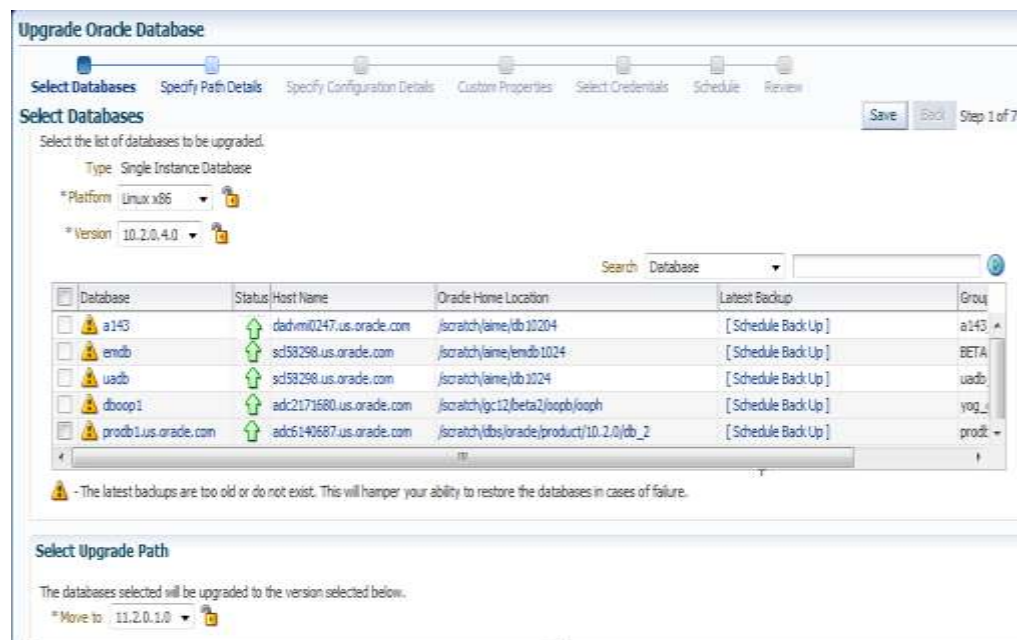 Upgrade Oracle Database
Select Databases Specify Path Details Specify Configuration Details Custom Properties Select Credentials Schedule Review
Select Databases Save Back Step 1 of 7
Select the list of databases to be upgraded.
Type Single Instance Database
* Platform Linux x86
* Version 10.2.0.4.0
Search Database
Database Status Host Name Oracle Home Location Latest Backup Grou
a143 dadvmi0247.us.oracle.com /scratch/aime/db10204 [ Schedule Back Up ] a143
emdb scl58298.us.oracle.com /scratch/aime/emdb1024 [ Schedule Back Up ] BETA
uadb scl58298.us.oracle.com /scratch/aime/db1024 [ Schedule Back Up ] uadb
dboop1 adc2171680.us.oracle.com /scratch/gc12/beta2/oopb/ooph [ Schedule Back Up ] yog_
prodb1.us.oracle.com adc6140687.us.oracle.com /scratch/dbs/oracle/product/10.2.0/db_2 [ Schedule Back Up ] prodb
- The latest backups are too old or do not exist. This will hamper your ability to restore the databases in cases of failure.
Select Upgrade Path
The databases selected will be upgraded to the version selected below.
* Move to 11.2.0.1.0